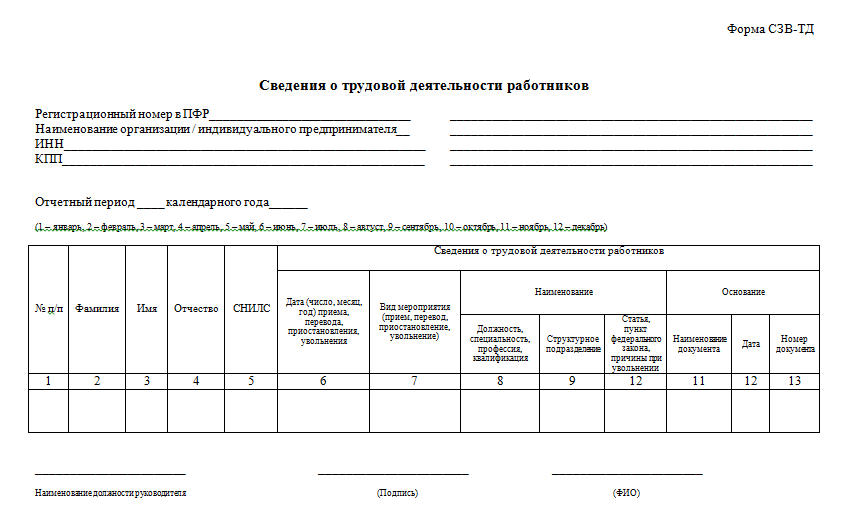 Форма СЗВ-ТД
Сведения о трудовой деятельности работников
Регистрационный номер в ПФР
Наименование организации / индивидуального предпринимателя
ИНН
КПП
Отчетный период ____ календарного года______
(1 – январь, 2 – февраль, 3 – март, 4 – апрель, 5 – май, 6 – июнь, 7 – июль, 8 – август, 9 – сентябрь, 10 – октябрь, 11 – ноябрь, 12 – декабрь)
№ п/п
Фамилия
Имя
Отчество
СНИЛС
Сведения о трудовой деятельности работников
Дата (число, месяц,
год) приема,
перевода,
приостановления,
увольнения
Вид мероприятия
(прием, перевод,
приостановление,
увольнение)
Наименование
Основание
Должность,
специальность,
профессия,
квалификация
Структурное
подразделение
Статья,
пункт
федерального
закона,
причины при
увольнении
Наименование
документа
Дата
Номер
документа
1 2 3 4 5 6 7 8 9 12 11 12 13
Наименование должности руководителя
(Подпись)
(ФИО)